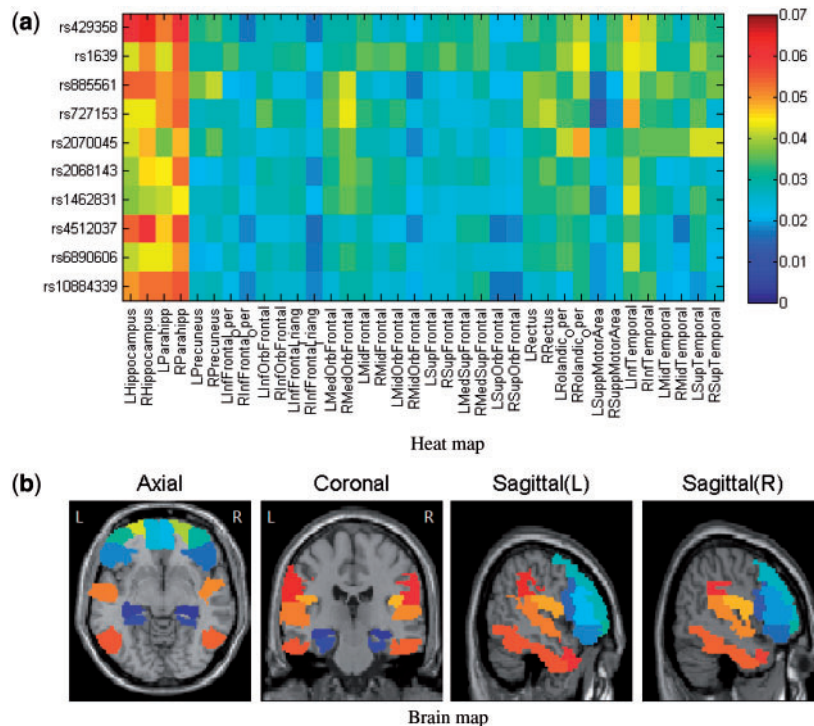 (a)
rs429358
rs1639
rs885561
rs727153
rs2070045
rs2068143
rs1462831
rs4512037
rs6890606
rs10884339
0.07
0.06
0.05
0.04
0.03
0.02
0.01
0
LHippocampus
RHippocampus
LParahipp
RParahipp
LPrecuneus
RPrecuneus
LInfFrontal_Oper
RInfFrontal_Oper
LInfOrbFrontal
RInfOrbFrontal
LInfFrontal_Triang
RInfFrontal_Triang
LMedOrbFrontal
RMedOrbFrontal
LMidFrontal
RMidFrontal
LMidOrbFrontal
RMidOrbFrontal
LSupFrontal
RSupFrontal
LMedSupFrontal
RMedSupFrontal
LSupOrbFrontal
RSupOrbFrontal
LRectus
RRectus
LRolandic_Oper
RRolandic_Oper
LSuppMotorArea
RSuppMotorArea
LInfTemporal
RInfTemporal
LMidTemporal
RMidTemporal
LSupTemporal
RSupTemporal
Heat map
(b)
Axial
Coronal
Sagittal(L)
Sagittal(R)
L R
L R
Brain map